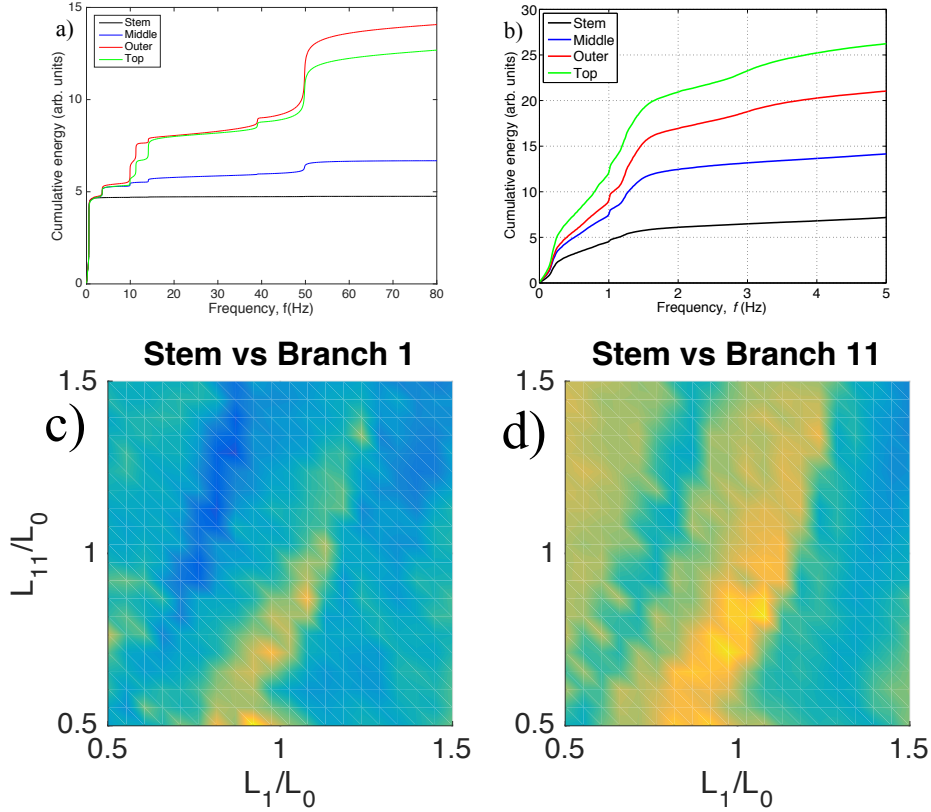 a)
Stem
Middle
Outer
Top
Cumulative energy (arb. units)
15
10
5
0
0 10 20 30 40 50 60 70 80
Frequency, f(Hz)
b)
Stem
Middle
Outer
Top
Cumulative energy (arb. units)
30
25
20
15
10
5
0
0 1 2 3 4 5
Frequency, f (Hz)
Stem vs Branch 1
c)
L₁₁/L₀
1.5
1
0.5
0.5 1 1.5
L₁/L₀
Stem vs Branch 11
d)
1.5
1
0.5
0.5 1 1.5
L₁/L₀